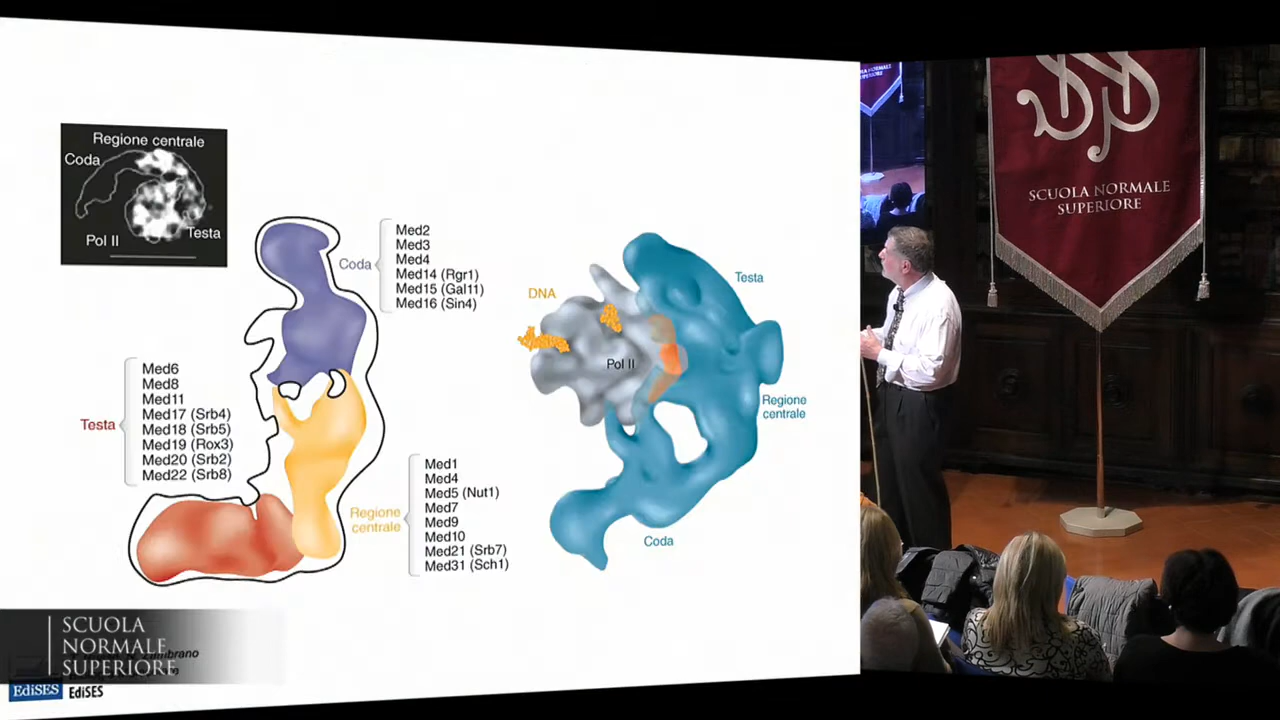 Regione centrale
Coda
Pol II
Testa
Coda
Med2
Med3
Med4
Med14 (Rgr1)
Med15 (Gal11)
Med16 (Sin4)
Testa
Med6
Med8
Med11
Med17 (Srb4)
Med18 (Srb5)
Med19 (Rox3)
Med20 (Srb2)
Med22 (Srb8)
Regione
centrale
Med1
Med4
Med5 (Nut1)
Med7
Med9
Med10
Med21 (Srb7)
Med31 (Sch1)
DNA
Pol II
Testa
Regione
centrale
Coda
SCUOLA
NORMALE
SUPERIORE
EdiSES
EdiSES
SCUOLA NORMALE
SUPERIORE